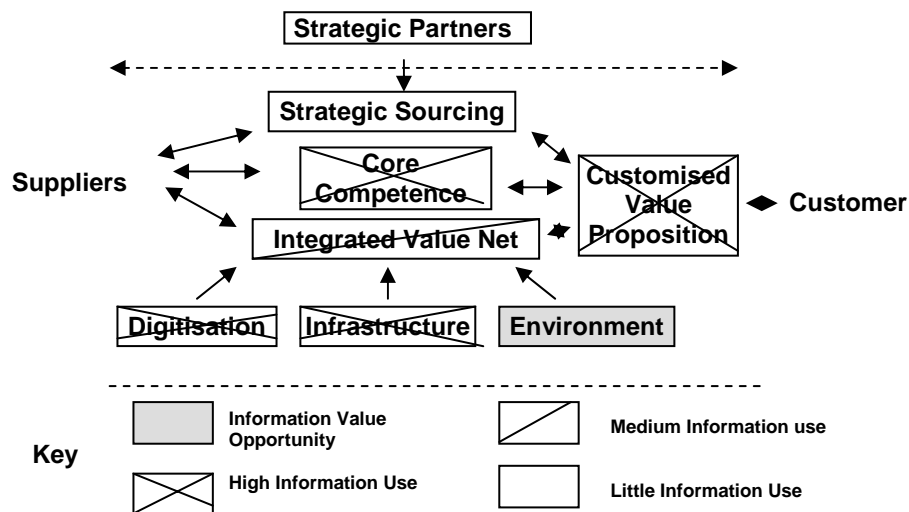 Strategic Partners
Strategic Sourcing
Suppliers
Core
Competence
Customised
Value
Proposition
Customer
Integrated Value Net
Digitisation
Infrastructure
Environment
Key
Information Value
Opportunity
Medium Information use
High Information Use
Little Information Use